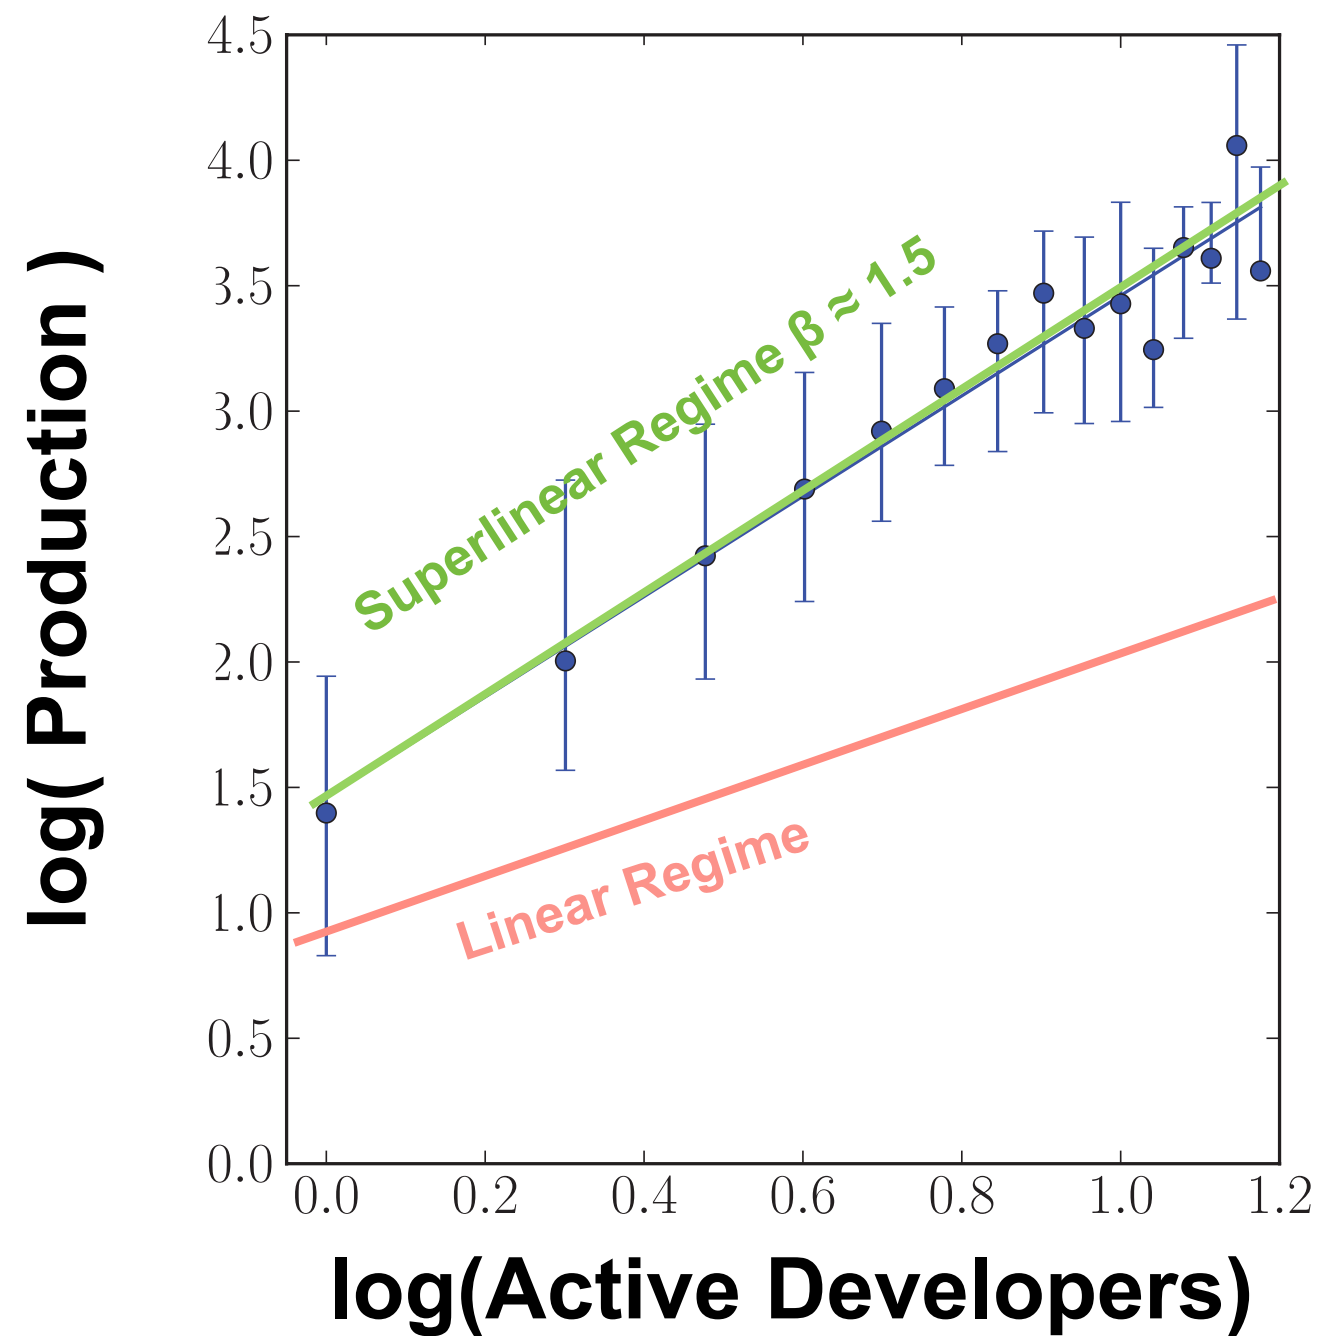 4.5
4.0
3.5
3.0
2.5
2.0
1.5
1.0
0.5
0.0
log( Production )
Superlinear Regime β ≈ 1.5
Linear Regime
0.0 0.2 0.4 0.6 0.8 1.0 1.2
log(Active Developers)